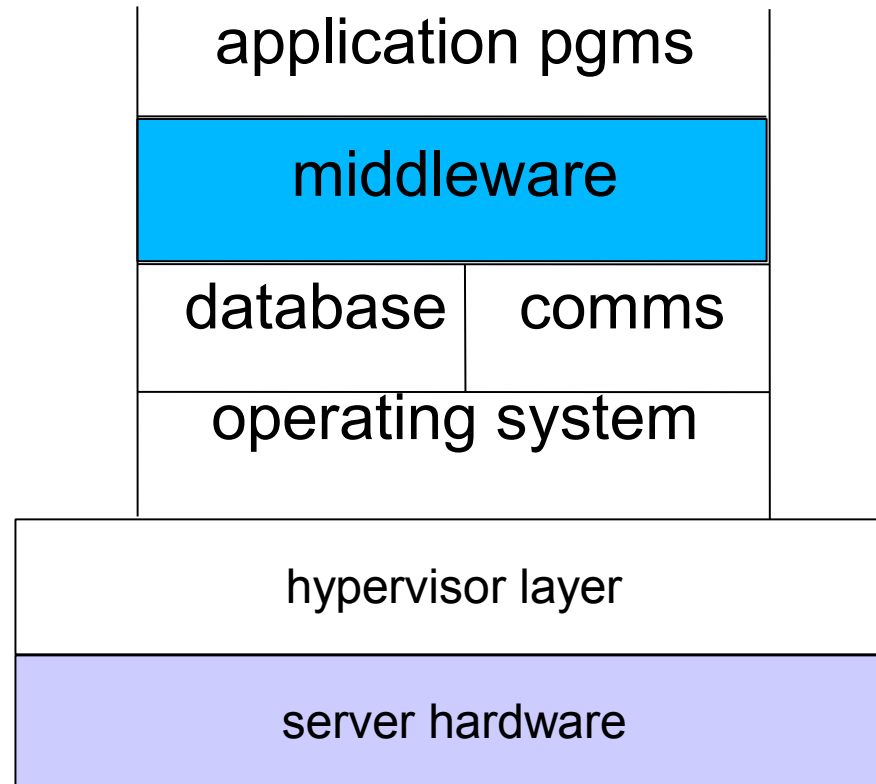 application pgms
middleware
database comms
operating system
hypervisor layer
server hardware